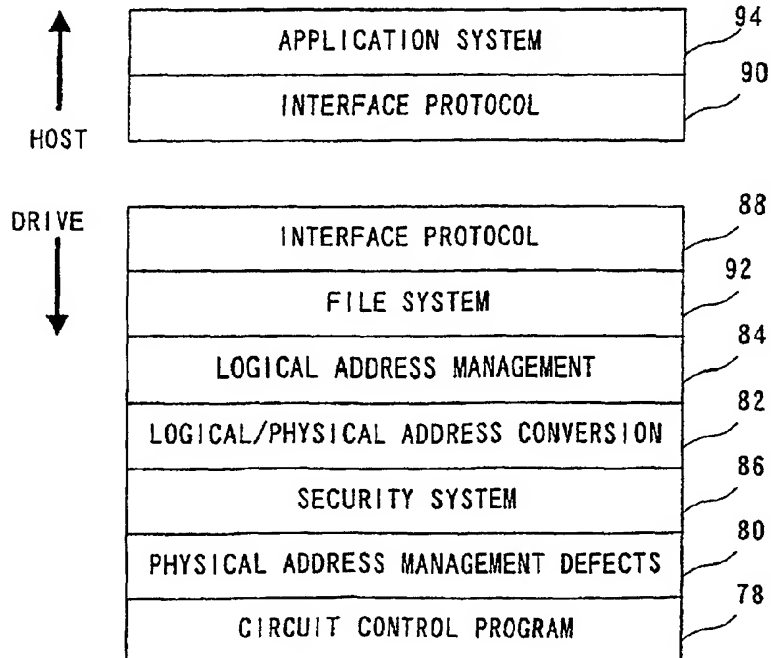 94
APPLICATION SYSTEM
90
INTERFACE PROTOCOL
HOST
DRIVE
88
INTERFACE PROTOCOL
92
FILE SYSTEM
84
LOGICAL ADDRESS MANAGEMENT
82
LOGICAL/PHYSICAL ADDRESS CONVERSION
86
SECURITY SYSTEM
80
PHYSICAL ADDRESS MANAGEMENT DEFECTS
78
CIRCUIT CONTROL PROGRAM